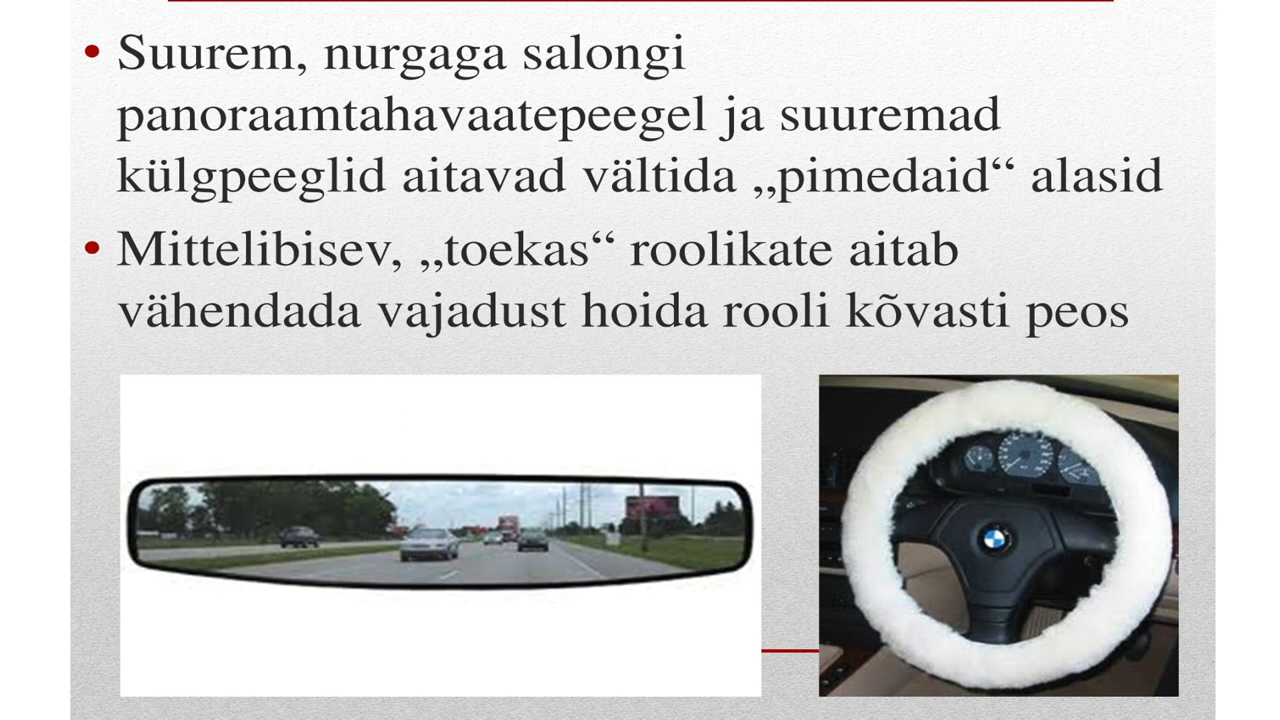 • Suurem, nurgaga salongi
panoraamtahavaatepeegel ja suuremad
külgpeeglid aitavad vältida „pimedaid“ alasid
• Mittelibisev, „toekas“ roolikate aitab
vähendada vajadust hoida rooli kõvasti peos